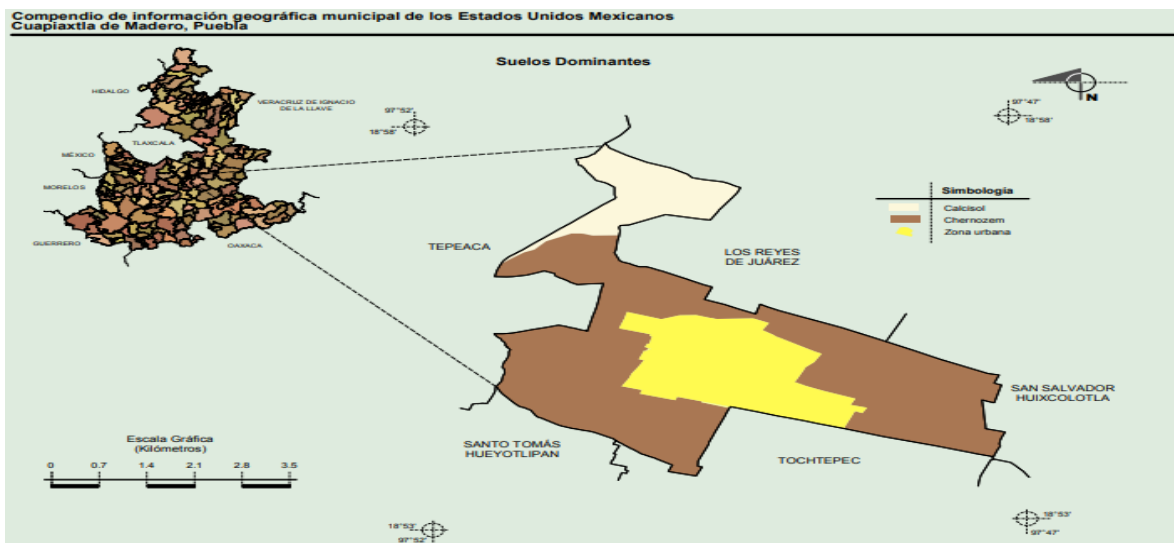 Compendio de información geográfica municipal de los Estados Unidos Mexicanos
Cuapiaxtla de Madero, Puebla
Suelos Dominantes
HIDALGO
VERACRUZ DE IGNACIO
DE LA LLAVE
TLAXCALA
MÉXICO
MORELOS
GUERRERO
OAXACA
97°52'
18°58'
97°47'
18°58'
N
Simbología
Calcisol
Chernozem
Zona urbana
TEPEACA
LOS REYES
DE JUÁREZ
SAN SALVADOR
HUIXCOLOTLA
SANTO TOMÁS
HUEYOTLIPAN
TOCHTEPEC
Escala Gráfica
(Kilómetros)
0 0.7 1.4 2.1 2.8 3.5
18°53'
97°52'
18°53'
97°47'